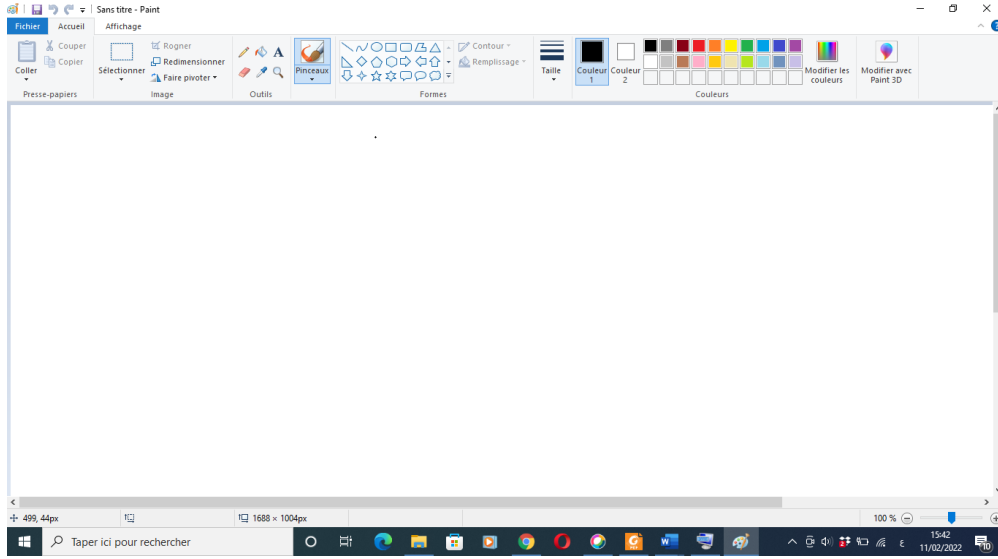 Sans titre - Paint
Fichier Accueil Affichage
Coller
Couper
Copier
Presse-papiers
Sélectionner
Rogner
Redimensionner
Faire pivoter
Image
A
Outils
Pinceaux
Formes
Contour
Remplissage
Taille
Couleur 1
Couleur 2
Couleurs
Modifier les couleurs
Modifier avec Paint 3D
499, 44px
1688 × 1004px
100 %
Taper ici pour rechercher
15:42
11/02/2022